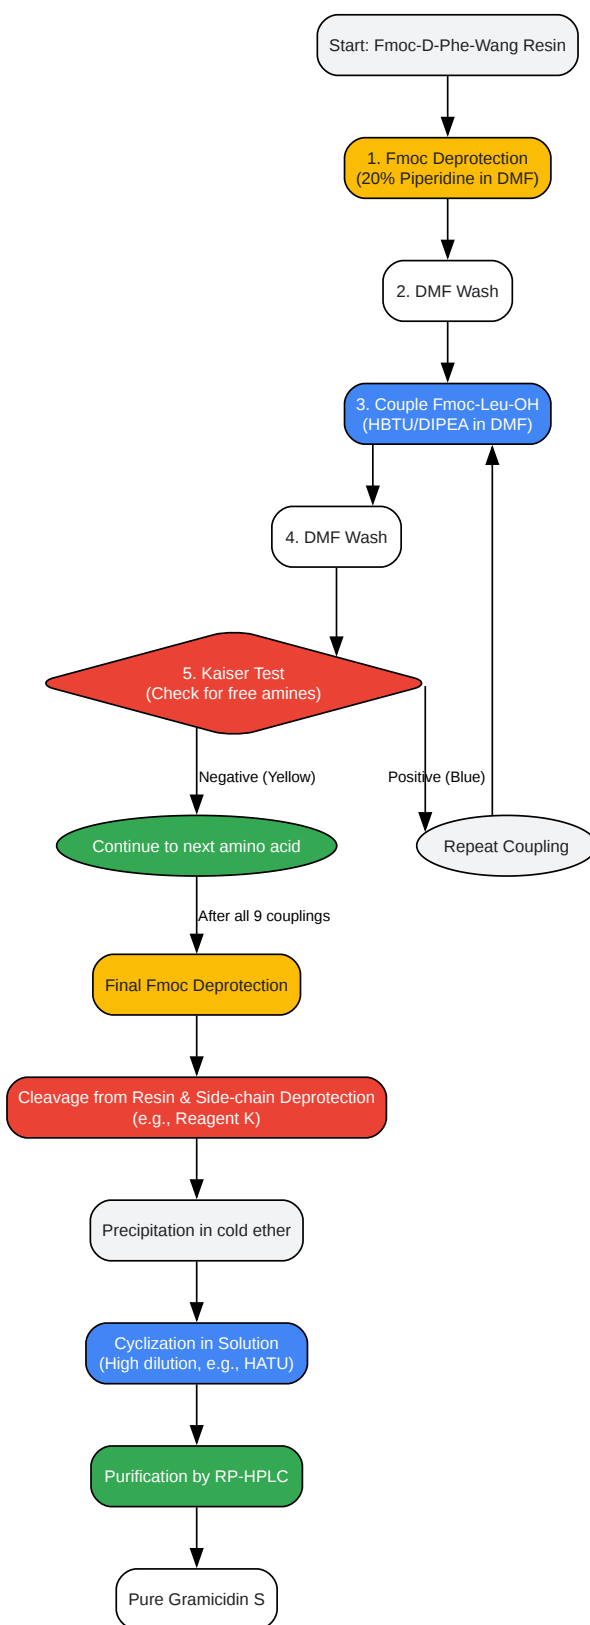 Start: Fmoc-D-Phe-Wang Resin
1. Fmoc Deprotection
(20% Piperidine in DMF)
2. DMF Wash
3. Couple Fmoc-Leu-OH
(HBTU/DIPEA in DMF)
4. DMF Wash
5. Kaiser Test
(Check for free amines)
Negative (Yellow)
Positive (Blue)
Continue to next amino acid
Repeat Coupling
After all 9 couplings
Final Fmoc Deprotection
Cleavage from Resin & Side-chain Deprotection
(e.g., Reagent K)
Precipitation in cold ether
Cyclization in Solution
(High dilution, e.g., HATU)
Purification by RP-HPLC
Pure Gramicidin S